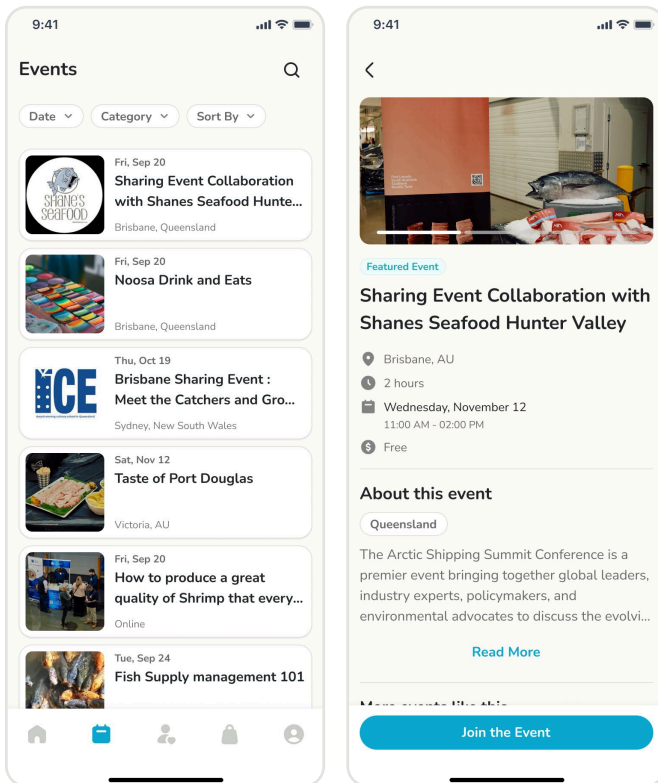 9:41
Events
Date
Category
Sort By
SHANE'S
SEAFOOD
Fri, Sep 20
Sharing Event Collaboration
with Shanes Seafood Hunte...
Brisbane, Queensland
Fri, Sep 20
Noosa Drink and Eats
Brisbane, Queensland
ICE
Thu, Oct 19
Brisbane Sharing Event :
Meet the Catchers and Gro...
Sydney, New South Wales
Sat, Nov 12
Taste of Port Douglas
Victoria, AU
Fri, Sep 20
How to produce a great
quality of Shrimp that every...
Online
Tue, Sep 24
Fish Supply management 101
9:41
Featured Event
Sharing Event Collaboration with
Shanes Seafood Hunter Valley
Brisbane, AU
2 hours
Wednesday, November 12
11:00 AM - 02:00 PM
Free
About this event
Queensland
The Arctic Shipping Summit Conference is a
premier event bringing together global leaders,
industry experts, policymakers, and
environmental advocates to discuss the evolvi...
Read More
More events like this
Join the Event